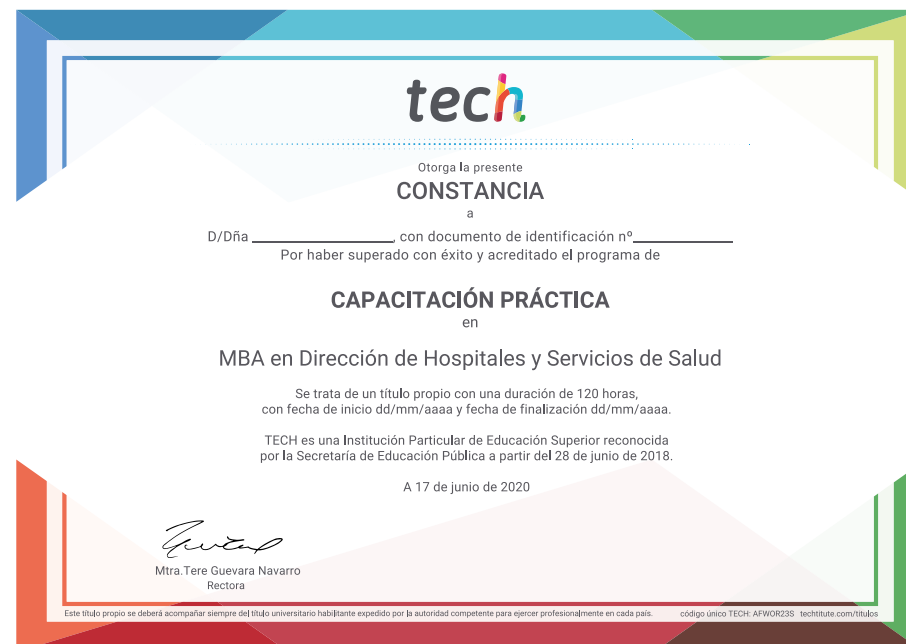 tech
Otorga la presente
CONSTANCIA
a
D/Dña ____________________, con documento de identificación nº______________
Por haber superado con éxito y acreditado el programa de
CAPACITACIÓN PRÁCTICA
en
MBA en Dirección de Hospitales y Servicios de Salud
Se trata de un título propio con una duración de 120 horas,
con fecha de inicio dd/mm/aaaa y fecha de finalización dd/mm/aaaa.
TECH es una Institución Particular de Educación Superior reconocida
por la Secretaría de Educación Pública a partir del 28 de junio de 2018.
A 17 de junio de 2020
Mtra.Tere Guevara Navarro
Rectora
Este título propio se deberá acompañar siempre del título universitario habilitante expedido por la autoridad competente para ejercer profesionalmente en cada país. código único TECH: AFWOR23S techtitute.com/titulos